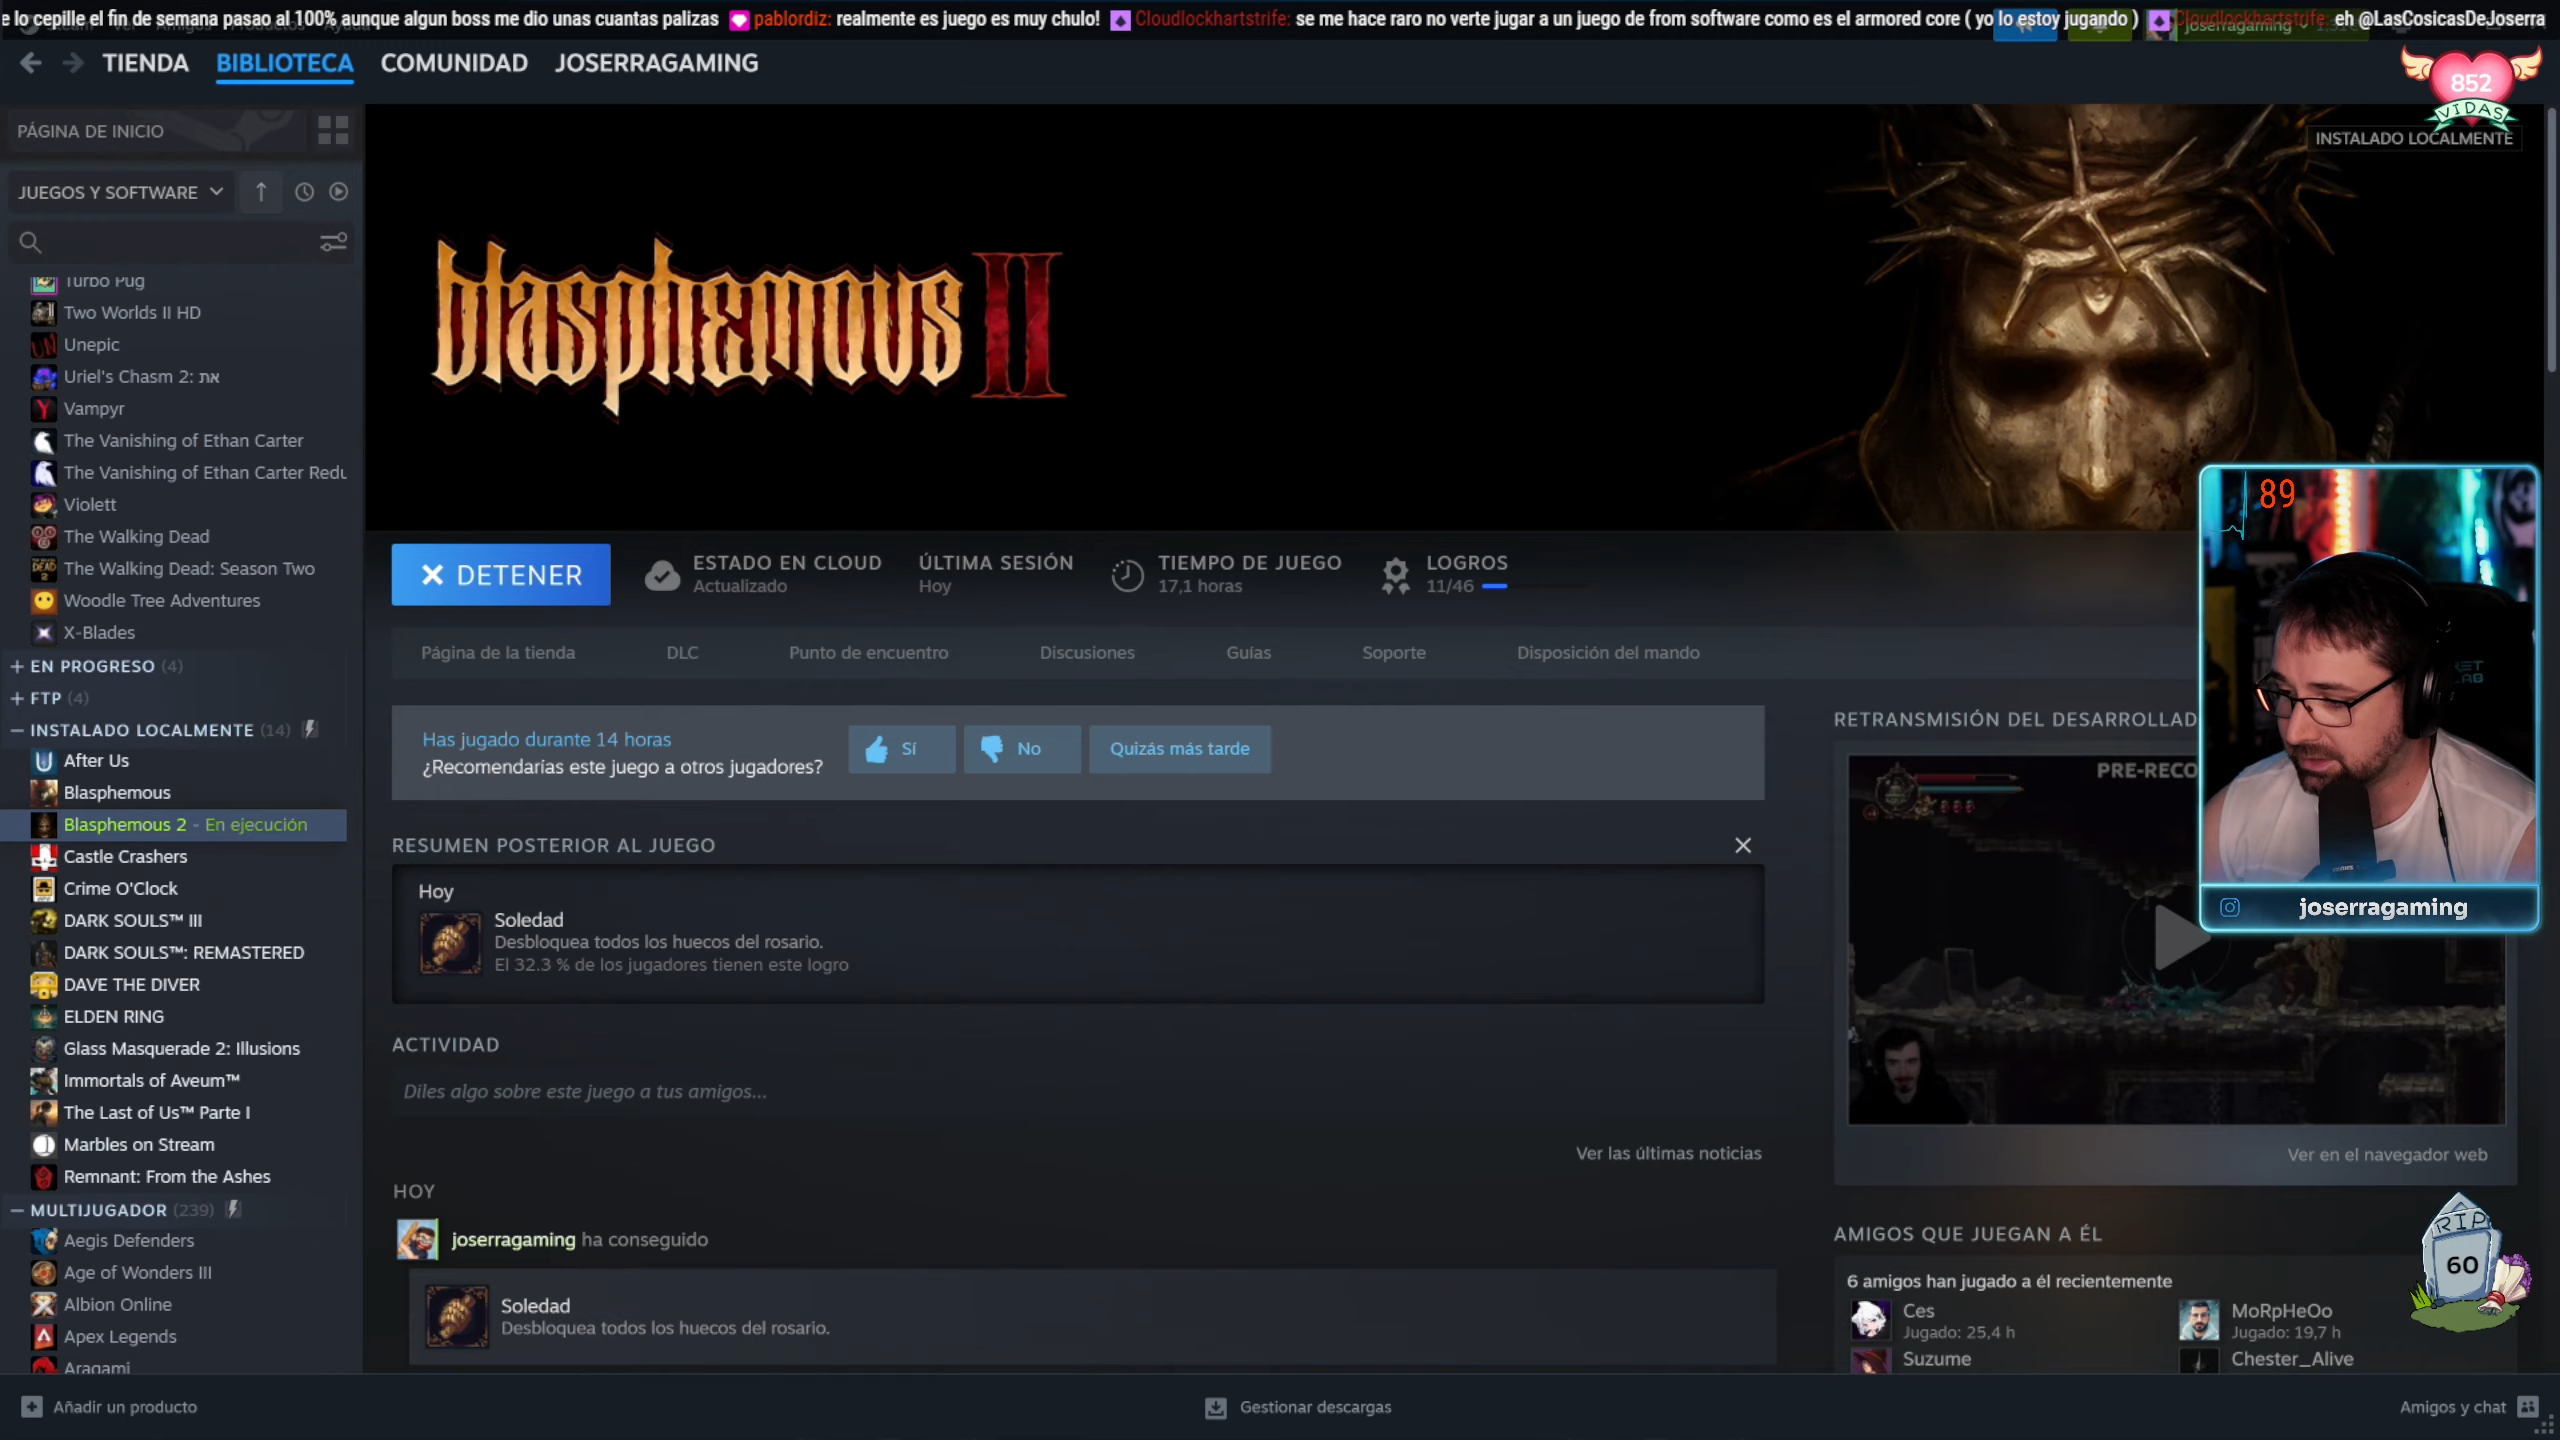 e lo cepille el fin de semana pasao al 100% aunque algun boss me dio unas cuantas palizas pablordiz: realmente es juego es muy chulo! Cloudlockhartstrife: se me hace raro no verte jugar a un juego de from software como es el armored core ( yo lo estoy jugando ) Cloudlockhartstrife: eh @LasCosicasDeJoserra
joserragaming
TIENDA BIBLIOTECA COMUNIDAD JOSERRAGAMING
852
VIDAS
INSTALADO LOCALMENTE
PÁGINA DE INICIO
JUEGOS Y SOFTWARE
Turbo Pug
Two Worlds II HD
Unepic
Uriel's Chasm 2: את
Vampyr
The Vanishing of Ethan Carter
The Vanishing of Ethan Carter Redu
Violett
The Walking Dead
The Walking Dead: Season Two
Woodle Tree Adventures
X-Blades
+ EN PROGRESO (4)
+ FTP (4)
— INSTALADO LOCALMENTE (14)
After Us
Blasphemous
Blasphemous 2 - En ejecución
Castle Crashers
Crime O'Clock
DARK SOULS™ III
DARK SOULS™: REMASTERED
DAVE THE DIVER
ELDEN RING
Glass Masquerade 2: Illusions
Immortals of Aveum™
The Last of Us™ Parte I
Marbles on Stream
Remnant: From the Ashes
— MULTIJUGADOR (239)
Aegis Defenders
Age of Wonders III
Albion Online
Apex Legends
Aragami
blasphemous II
DETENER
ESTADO EN CLOUD
Actualizado
ÚLTIMA SESIÓN
Hoy
TIEMPO DE JUEGO
17,1 horas
LOGROS
11/46
Página de la tienda DLC Punto de encuentro Discusiones Guías Soporte Disposición del mando
Has jugado durante 14 horas
¿Recomendarías este juego a otros jugadores?
Sí
No
Quizás más tarde
RESUMEN POSTERIOR AL JUEGO
Hoy
Soledad
Desbloquea todos los huecos del rosario.
El 32.3 % de los jugadores tienen este logro
ACTIVIDAD
Diles algo sobre este juego a tus amigos...
Ver las últimas noticias
HOY
joserragaming ha conseguido
Soledad
Desbloquea todos los huecos del rosario.
89
joserragaming
RETRANSMISIÓN DEL DESARROLLAD
PRE-RECO
Ver en el navegador web
AMIGOS QUE JUEGAN A ÉL
6 amigos han jugado a él recientemente
Ces
Jugado: 25,4 h
MoRpHeOo
Jugado: 19,7 h
Suzume
Chester_Alive
RIP
60
Añadir un producto
Gestionar descargas
Amigos y chat